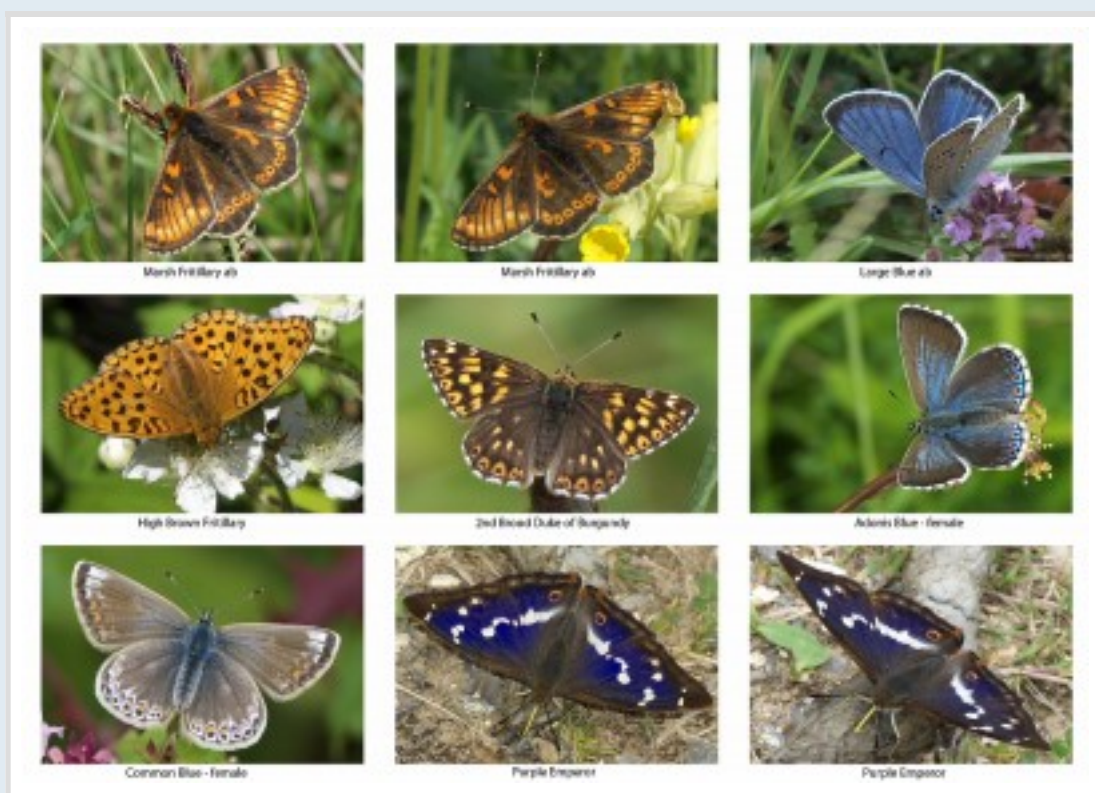 Marsh Fritillary ab
Marsh Fritillary ab
Large Blue ab
High Brown Fritillary
2nd Brood Duke of Burgundy
Adonis Blue - female
Common Blue - female
Purple Emperor
Purple Emperor